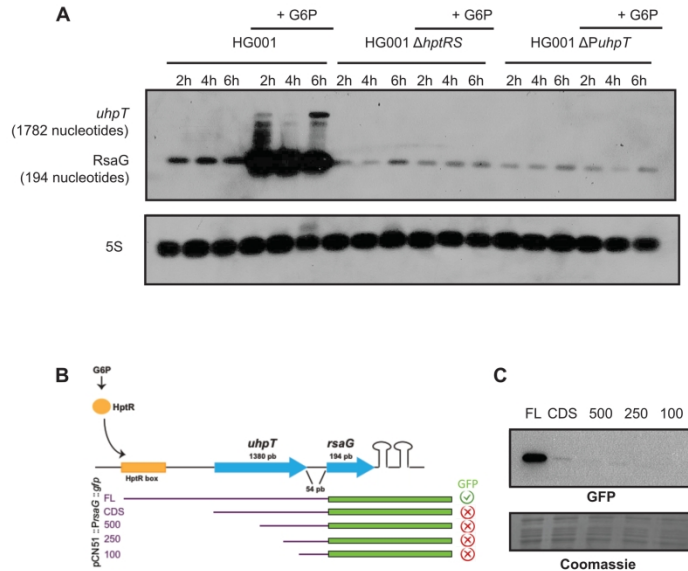 A
+ G6P + G6P + G6P
HG001 HG001 ΔhptRS HG001 ΔPuhpT
2h 4h 6h 2h 4h 6h 2h 4h 6h 2h 4h 6h 2h 4h 6h 2h 4h 6h
uhpT
(1782 nucleotides)
RsaG
(194 nucleotides)
5S
B
G6P
HptR
uhpT
1380 pb
rsaG
194 pb
HptR box
54 pb
GFP
pCN51::PrsaG::gfp
FL
CDS
500
250
100
C
FL CDS 500 250 100
GFP
Coomassie